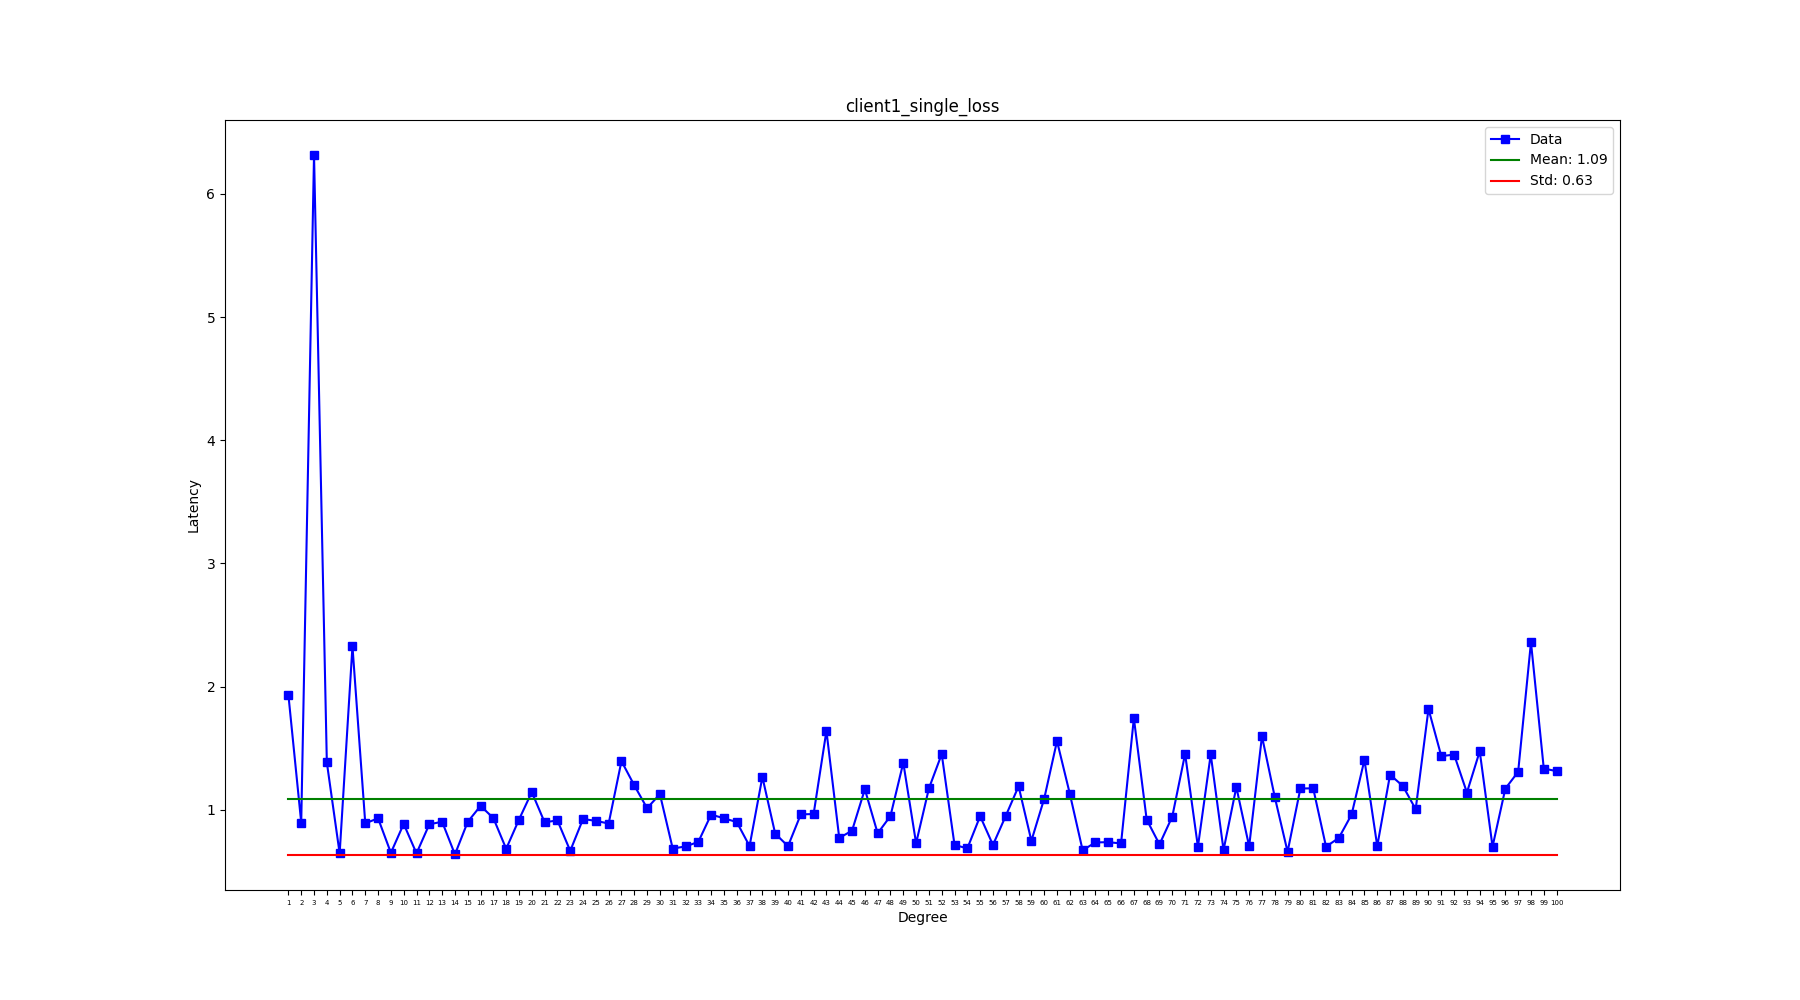 client1_single_loss
Data
Mean: 1.09
Std: 0.63
6
5
4
3
2
1
Latency
1 2 3 4 5 6 7 8 9 10 11 12 13 14 15 16 17 18 19 20 21 22 23 24 25 26 27 28 29 30 31 32 33 34 35 36 37 38 39 40 41 42 43 44 45 46 47 48 49 50 51 52 53 54 55 56 57 58 59 60 61 62 63 64 65 66 67 68 69 70 71 72 73 74 75 76 77 78 79 80 81 82 83 84 85 86 87 88 89 90 91 92 93 94 95 96 97 98 99 100
Degree